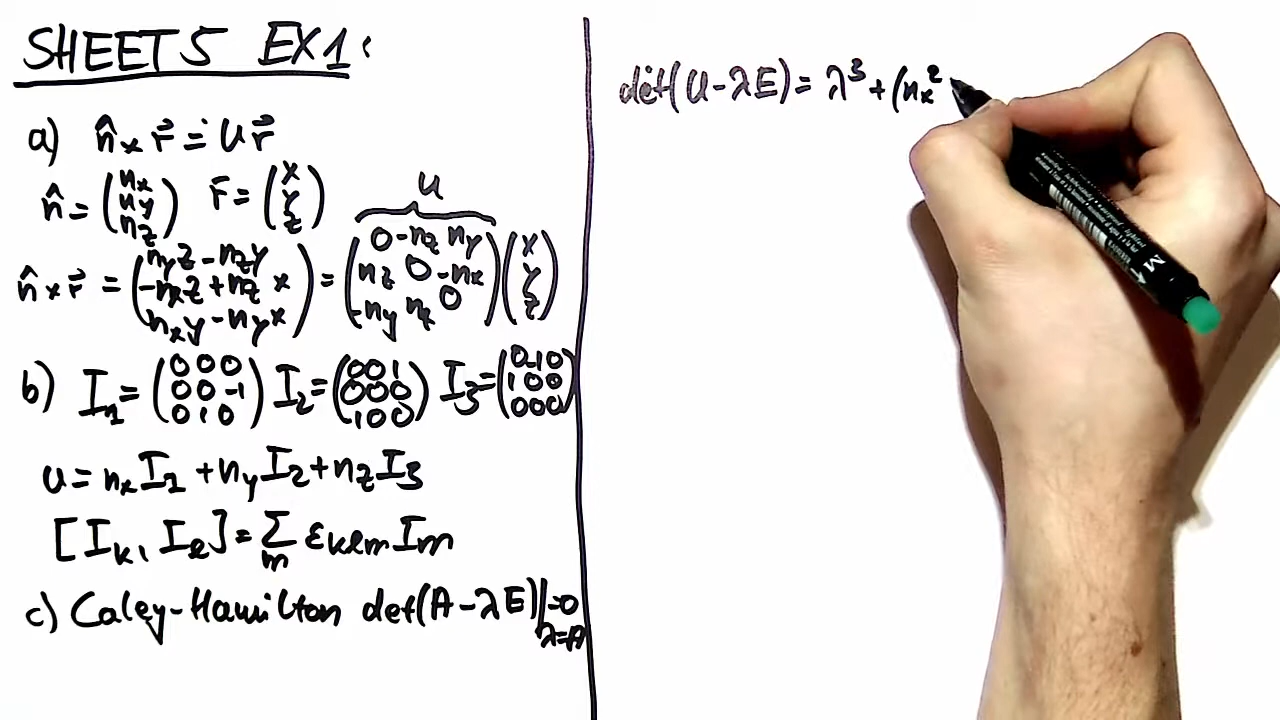 SHEET 5 EX 1:
a) n̂ × r⃗ = U r⃗
n̂ = (nx ny nz) r⃗ = (x y z)
U
n̂ × r⃗ = (nyz - nzy -nxz + nzx nxy - nyx) = (0 -nz ny nz 0 -nx -ny nx 0) (x y z)
b) I1 = (0 0 0 0 0 -1 0 1 0) I2 = (0 0 1 0 0 0 1 0 0) I3 = (0 -1 0 1 0 0 0 0 0)
U = nx I1 + ny I2 + nz I3
[Ik, Il] = Σm εklm Im
c) Caley-Hamilton det(A - λE)|λ=A = 0
det(U - λE) = λ³ + (nx²
M